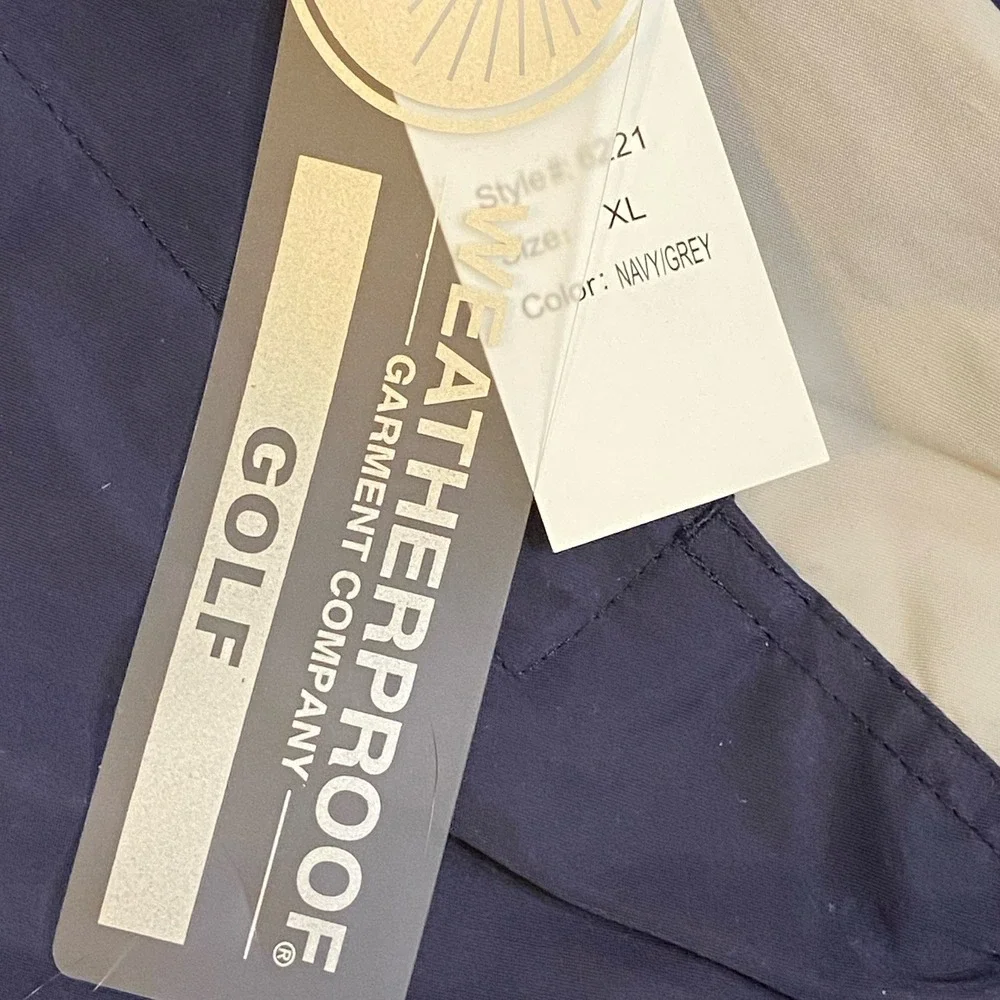 WEATHERPROOF®
GARMENT COMPANY
GOLF
Style#: 6221
Size: XL
Color: NAVY/GREY